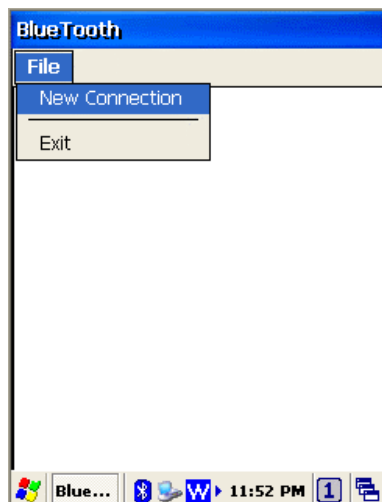 BlueTooth
File
New Connection
Exit
Blue... W 11:52 PM 1